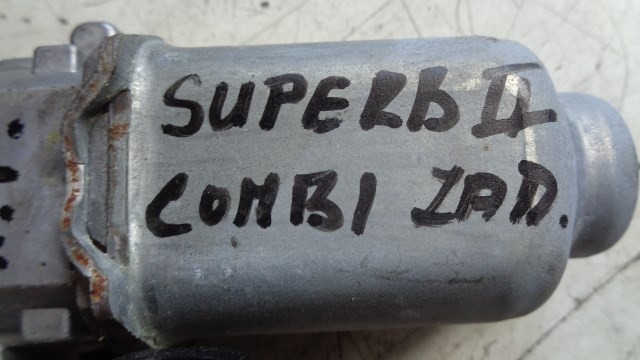 SUPERB II
COMBI ZAD.